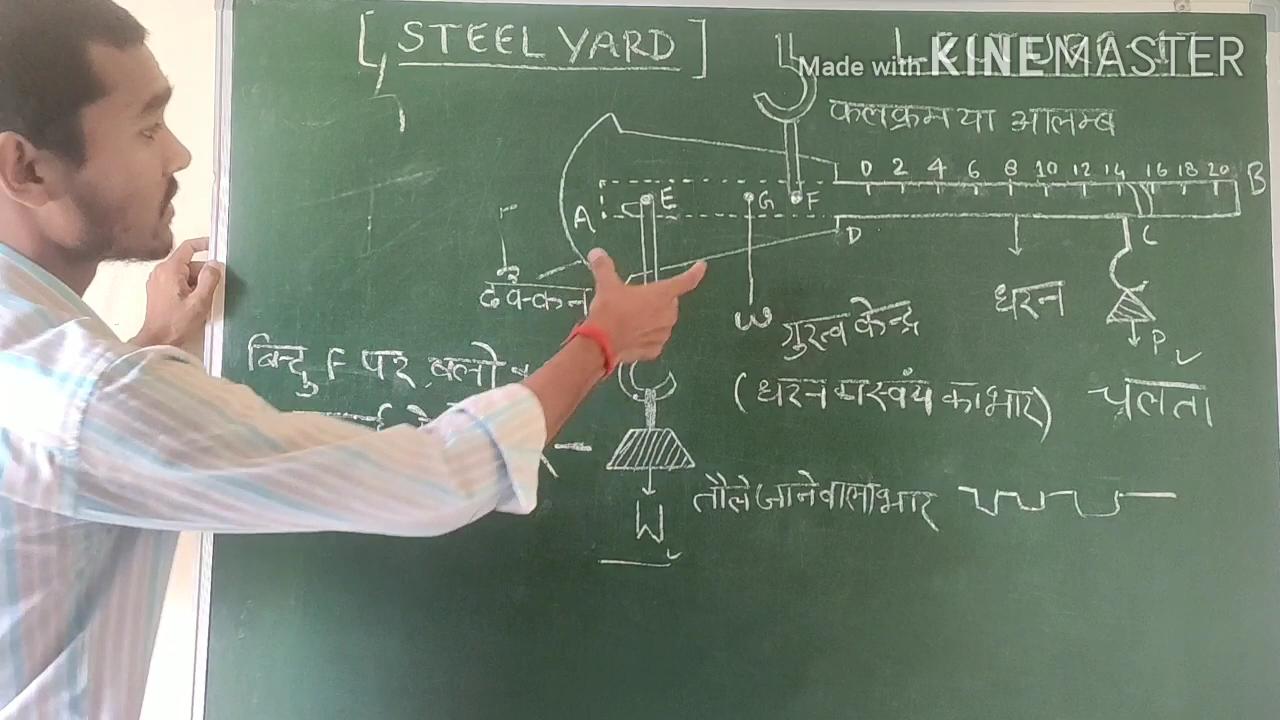 [ STEEL YARD ]
Made with KINEMASTER
फलक्रम या आलम्ब
0 2 4 6 8 10 12 14 16 18 20 B
A E G F
D C
ढक्कन
w गुरुत्व केन्द्र धरन P
बिन्दु F पर बलो
(धरन य स्वंय का भार) चलता
तौले जाने वाला भार
W